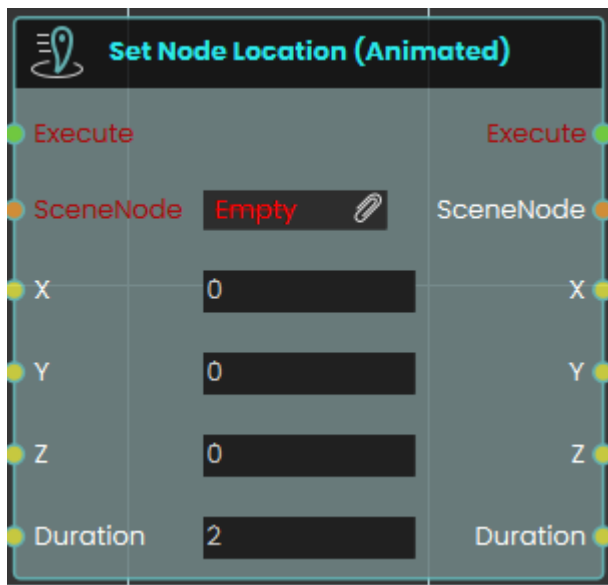 Set Node Location (Animated)
Execute Execute
SceneNode Empty SceneNode
X 0 X
Y 0 Y
Z 0 Z
Duration 2 Duration